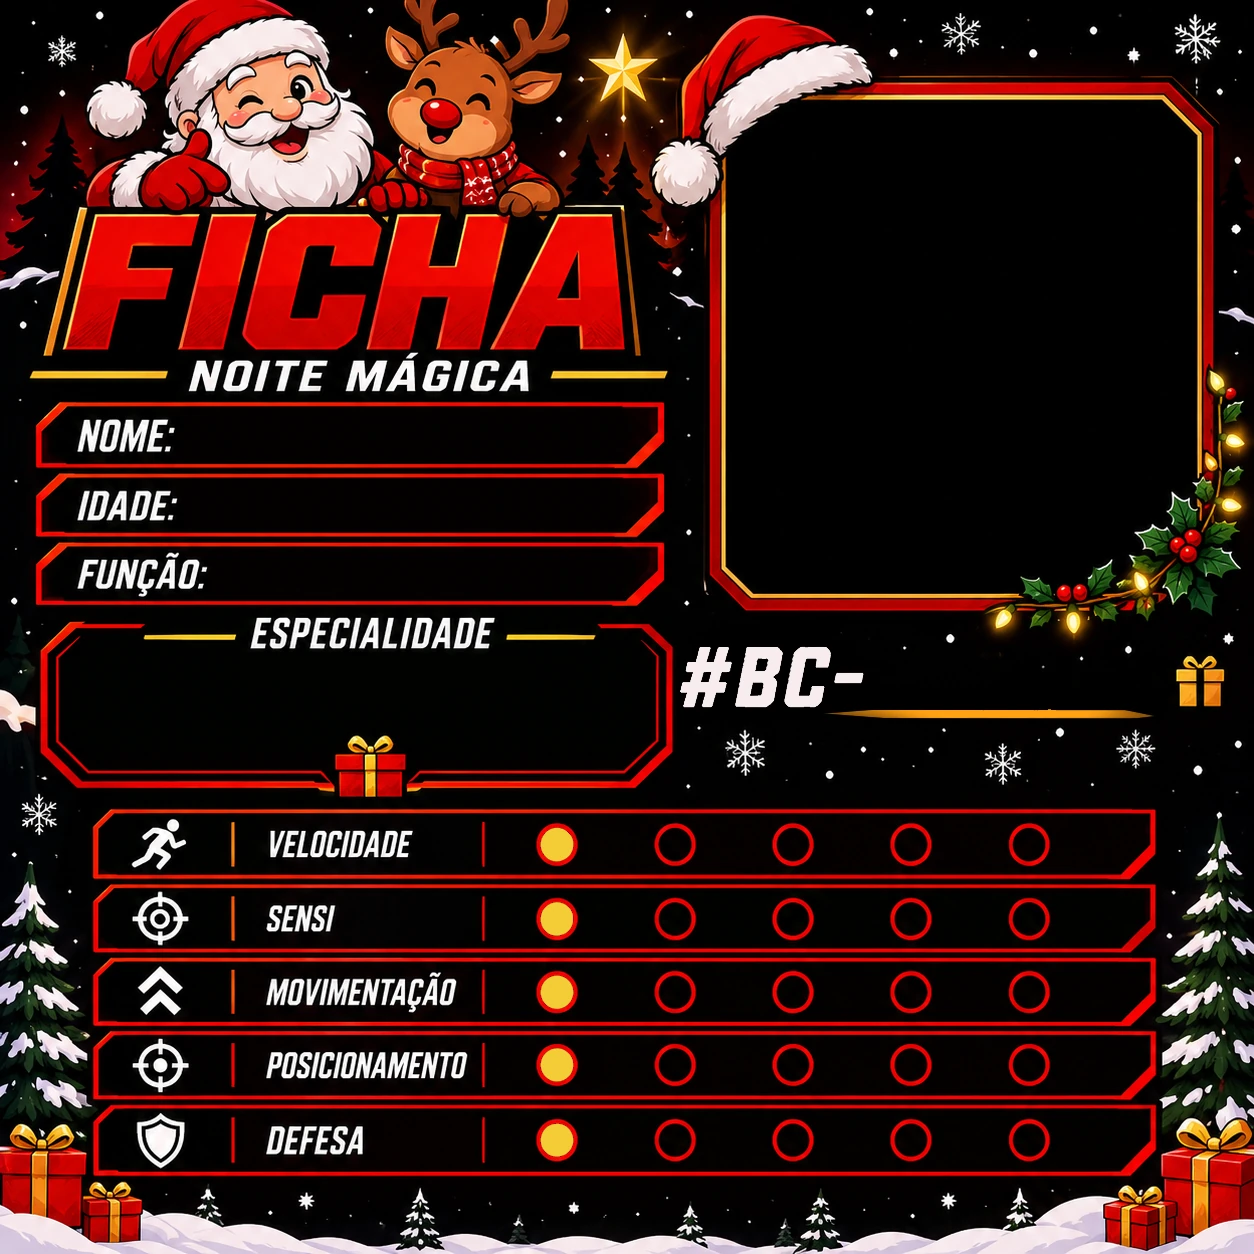 FICHA
NOITE MÁGICA
NOME:
IDADE:
FUNÇÃO:
ESPECIALIDADE
#BC-
VELOCIDADE
SENSI
MOVIMENTAÇÃO
POSICIONAMENTO
DEFESA